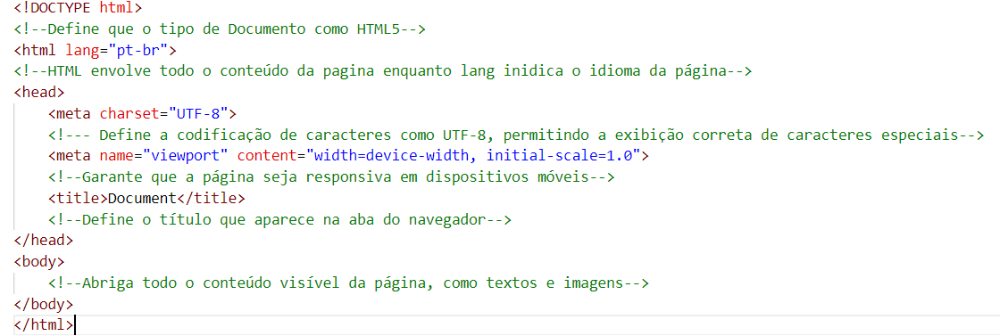 <!DOCTYPE html>
<!--Define que o tipo de Documento como HTML5-->
<html lang="pt-br">
<!--HTML envolve todo o conteúdo da pagina enquanto lang inidica o idioma da página-->
<head>
    <meta charset="UTF-8">
    <!--- Define a codificação de caracteres como UTF-8, permitindo a exibição correta de caracteres especiais-->
    <meta name="viewport" content="width=device-width, initial-scale=1.0">
    <!--Garante que a página seja responsiva em dispositivos móveis-->
    <title>Document</title>
    <!--Define o título que aparece na aba do navegador-->
</head>
<body>
    <!--Abriga todo o conteúdo visível da página, como textos e imagens-->
</body>
</html>